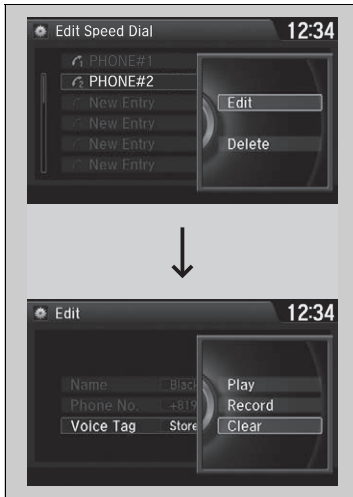 Edit Speed Dial 12:34
PHONE#1
PHONE#2
New Entry
New Entry
New Entry
New Entry
Edit
Delete
Edit 12:34
Name Black
Phone No. +819
Voice Tag Store
Play
Record
Clear